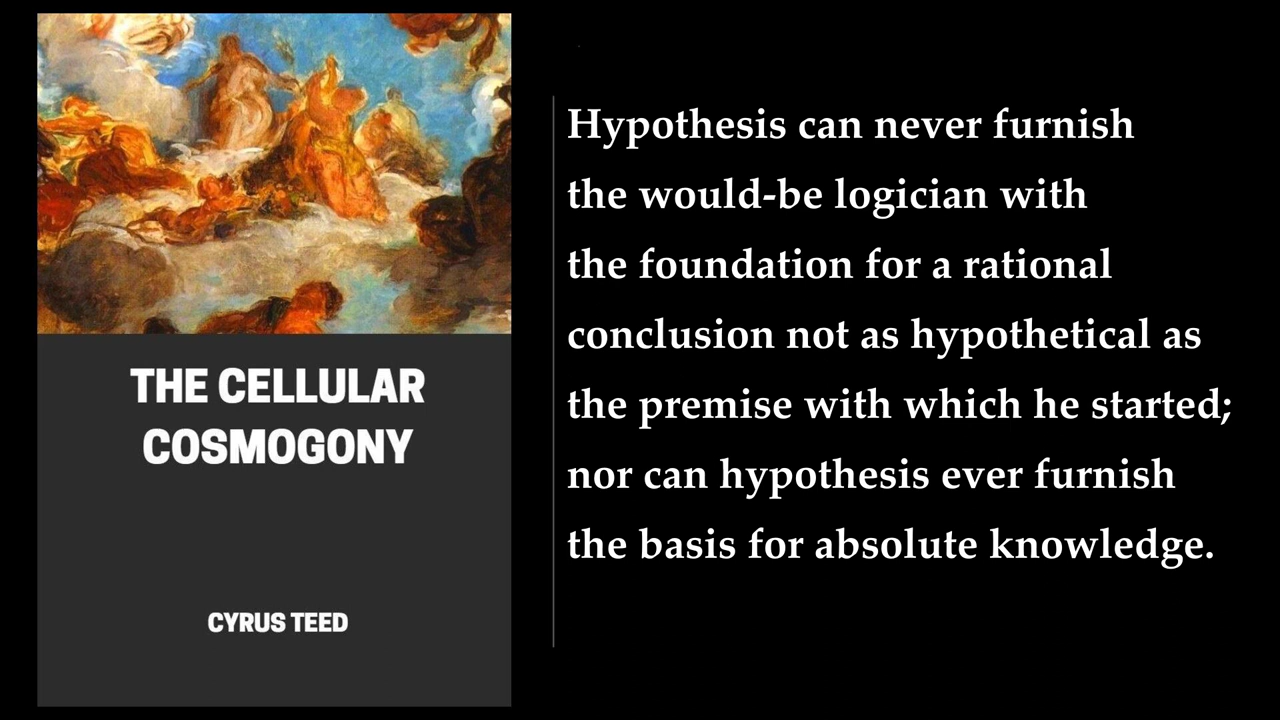 THE CELLULAR
COSMOGONY
CYRUS TEED
Hypothesis can never furnish
the would-be logician with
the foundation for a rational
conclusion not as hypothetical as
the premise with which he started;
nor can hypothesis ever furnish
the basis for absolute knowledge.